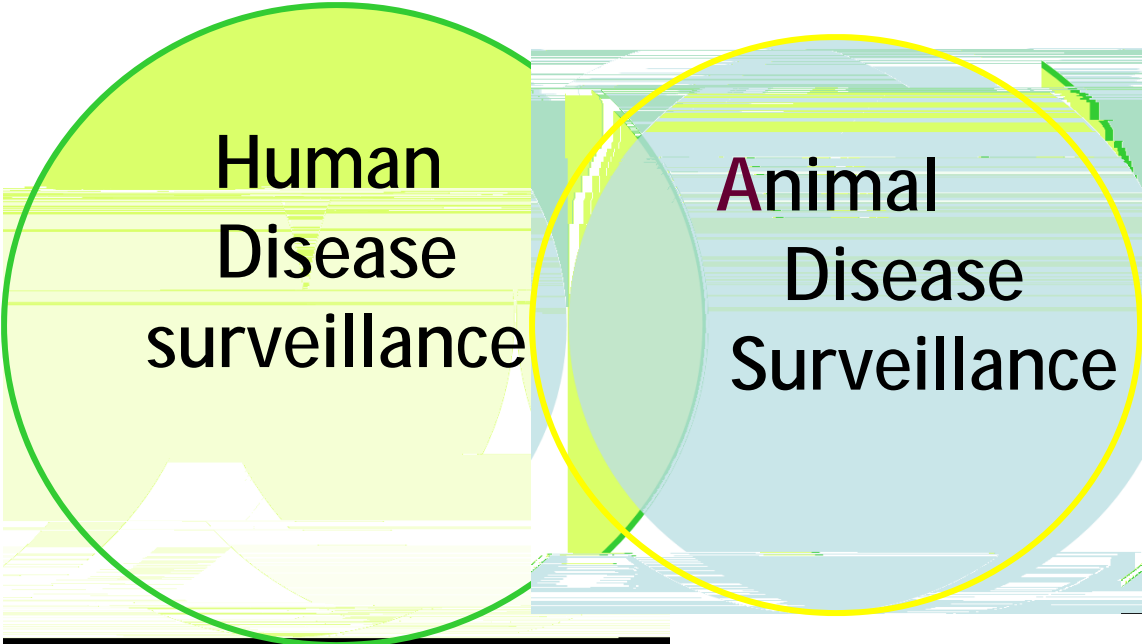 Human
Disease
surveillance
Animal
Disease
Surveillance